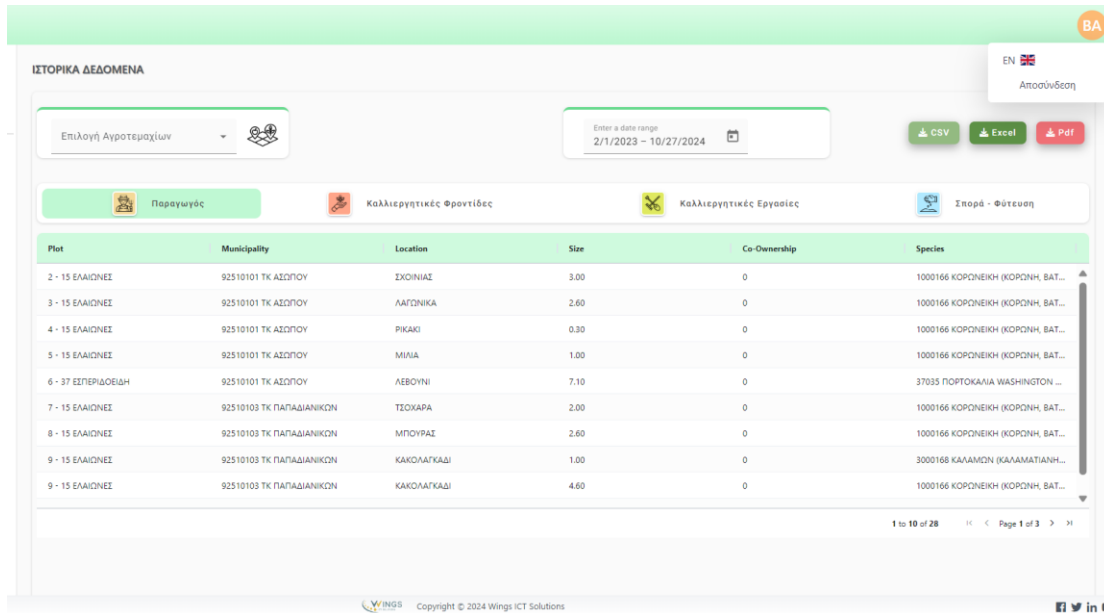 BA
EN
Αποσύνδεση
ΙΣΤΟΡΙΚΑ ΔΕΔΟΜΕΝΑ
Επιλογή Αγροτεμαχίων
Enter a date range
2/1/2023 – 10/27/2024
CSV Excel Pdf
Παραγωγός Καλλιεργητικές Φροντίδες Καλλιεργητικές Εργασίες Σπορά - Φύτευση
Plot Municipality Location Size Co-Ownership Species
2 - 15 ΕΛΑΙΩΝΕΣ 92510101 ΤΚ ΑΣΩΠΟΥ ΣΧΟΙΝΙΑΣ 3.00 0 1000166 ΚΟΡΩΝΕΙΚΗ (ΚΟΡΩΝΗ, ΒΑΤ...
3 - 15 ΕΛΑΙΩΝΕΣ 92510101 ΤΚ ΑΣΩΠΟΥ ΛΑΓΩΝΙΚΑ 2.60 0 1000166 ΚΟΡΩΝΕΙΚΗ (ΚΟΡΩΝΗ, ΒΑΤ...
4 - 15 ΕΛΑΙΩΝΕΣ 92510101 ΤΚ ΑΣΩΠΟΥ ΡΙΚΑΚΙ 0.30 0 1000166 ΚΟΡΩΝΕΙΚΗ (ΚΟΡΩΝΗ, ΒΑΤ...
5 - 15 ΕΛΑΙΩΝΕΣ 92510101 ΤΚ ΑΣΩΠΟΥ ΜΙΛΙΑ 1.00 0 1000166 ΚΟΡΩΝΕΙΚΗ (ΚΟΡΩΝΗ, ΒΑΤ...
6 - 37 ΕΣΠΕΡΙΔΟΕΙΔΗ 92510101 ΤΚ ΑΣΩΠΟΥ ΛΕΒΟΥΝΙ 7.10 0 37035 ΠΟΡΤΟΚΑΛΙΑ WASHINGTON ...
7 - 15 ΕΛΑΙΩΝΕΣ 92510103 ΤΚ ΠΑΠΑΔΙΑΝΙΚΩΝ ΤΣΟΧΑΡΑ 2.00 0 1000166 ΚΟΡΩΝΕΙΚΗ (ΚΟΡΩΝΗ, ΒΑΤ...
8 - 15 ΕΛΑΙΩΝΕΣ 92510103 ΤΚ ΠΑΠΑΔΙΑΝΙΚΩΝ ΜΠΟΥΡΑΣ 2.60 0 1000166 ΚΟΡΩΝΕΙΚΗ (ΚΟΡΩΝΗ, ΒΑΤ...
9 - 15 ΕΛΑΙΩΝΕΣ 92510103 ΤΚ ΠΑΠΑΔΙΑΝΙΚΩΝ ΚΑΚΟΛΑΓΚΑΔΙ 1.00 0 3000168 ΚΑΛΑΜΩΝ (ΚΑΛΑΜΑΤΙΑΝΗ...
9 - 15 ΕΛΑΙΩΝΕΣ 92510103 ΤΚ ΠΑΠΑΔΙΑΝΙΚΩΝ ΚΑΚΟΛΑΓΚΑΔΙ 4.60 0 1000166 ΚΟΡΩΝΕΙΚΗ (ΚΟΡΩΝΗ, ΒΑΤ...
1 to 10 of 28 Page 1 of 3
WINGS Copyright © 2024 Wings ICT Solutions